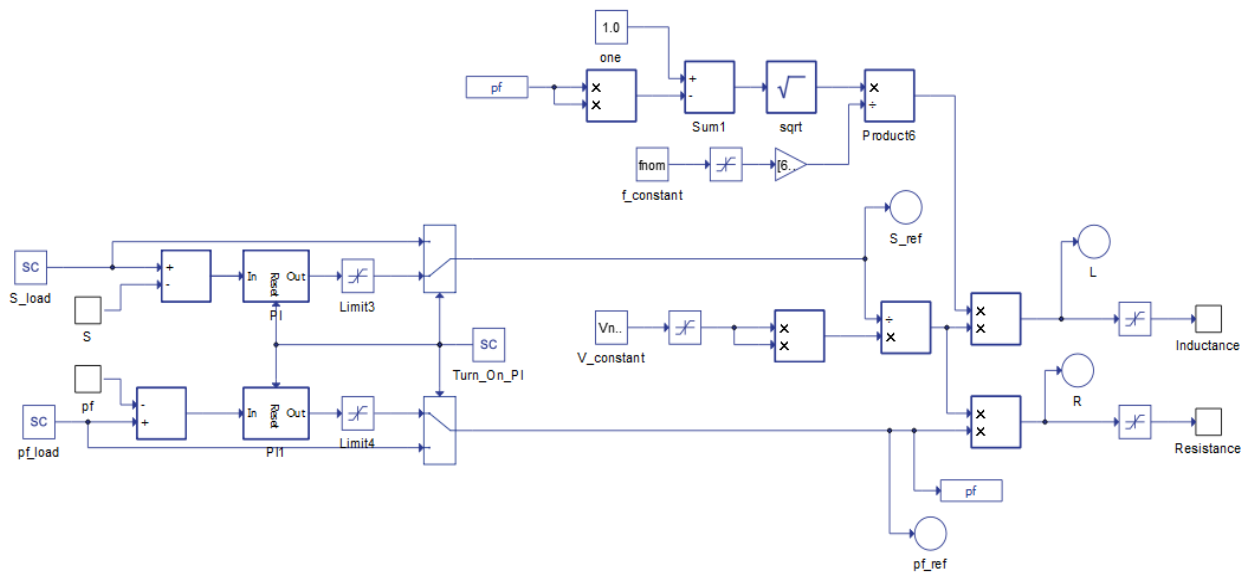 1.0
one
pf
×
×
+
-
Sum1
sqrt
×
÷
Product6
fnom
f_constant
[6..
S_ref
SC
S_load
+
-
S
In
Reset
Out
PI
Limit3
L
Vn..
V_constant
×
×
÷
×
×
×
Inductance
SC
Turn_On_PI
pf
-
+
SC
pf_load
In
Reset
Out
PI1
Limit4
R
×
×
Resistance
pf
pf_ref